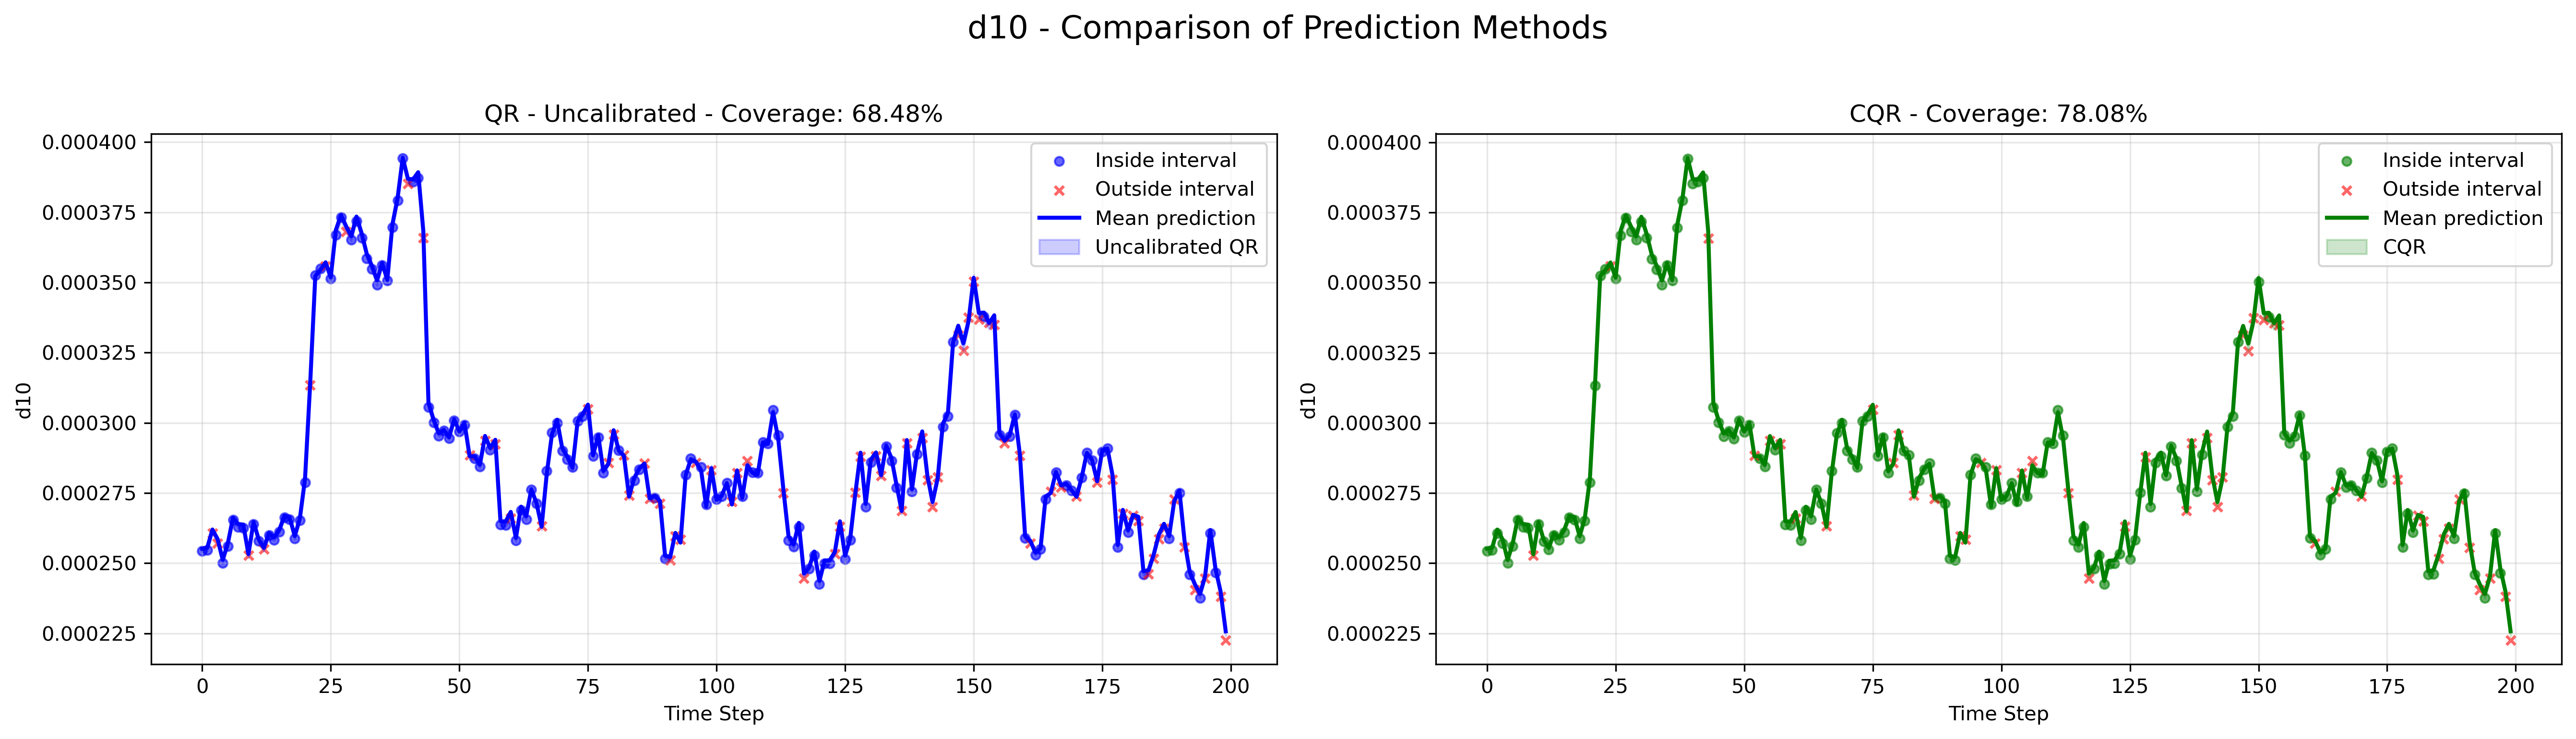 d10 - Comparison of Prediction Methods
QR - Uncalibrated - Coverage: 68.48%
0.000400
0.000375
0.000350
0.000325
0.000300
0.000275
0.000250
0.000225
d10
0
25
50
75
100
125
150
175
200
Time Step
Inside interval
Outside interval
Mean prediction
Uncalibrated QR
CQR - Coverage: 78.08%
0.000400
0.000375
0.000350
0.000325
0.000300
0.000275
0.000250
0.000225
d10
0
25
50
75
100
125
150
175
200
Time Step
Inside interval
Outside interval
Mean prediction
CQR